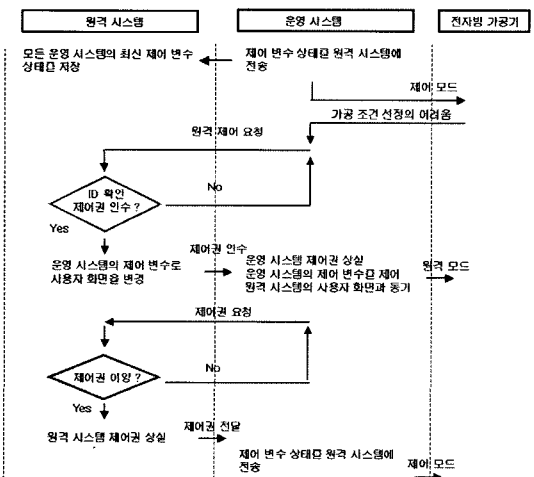 원격 시스템
운영 시스템
전자빔 가공기
모든 운영 시스템의 최신 제어 변수
상태를 저장
제어 변수 상태를 원격 시스템에
전송
제어 모드
가공 조건 선정의 어려움
원격 제어 요청
ID 확인
제어권 인수 ?
No
Yes
제어권 인수
운영 시스템의 제어 변수로
사용자 화면을 변경
운영 시스템 제어권 상실
운영 시스템의 제어 변수를 제어
원격 시스템의 사용자 화면과 동기
원격 모드
제어권 요청
제어권 이양 ?
No
Yes
제어권 전달
원격 시스템 제어권 상실
제어 변수 상태를 원격 시스템에
전송
제어 모드